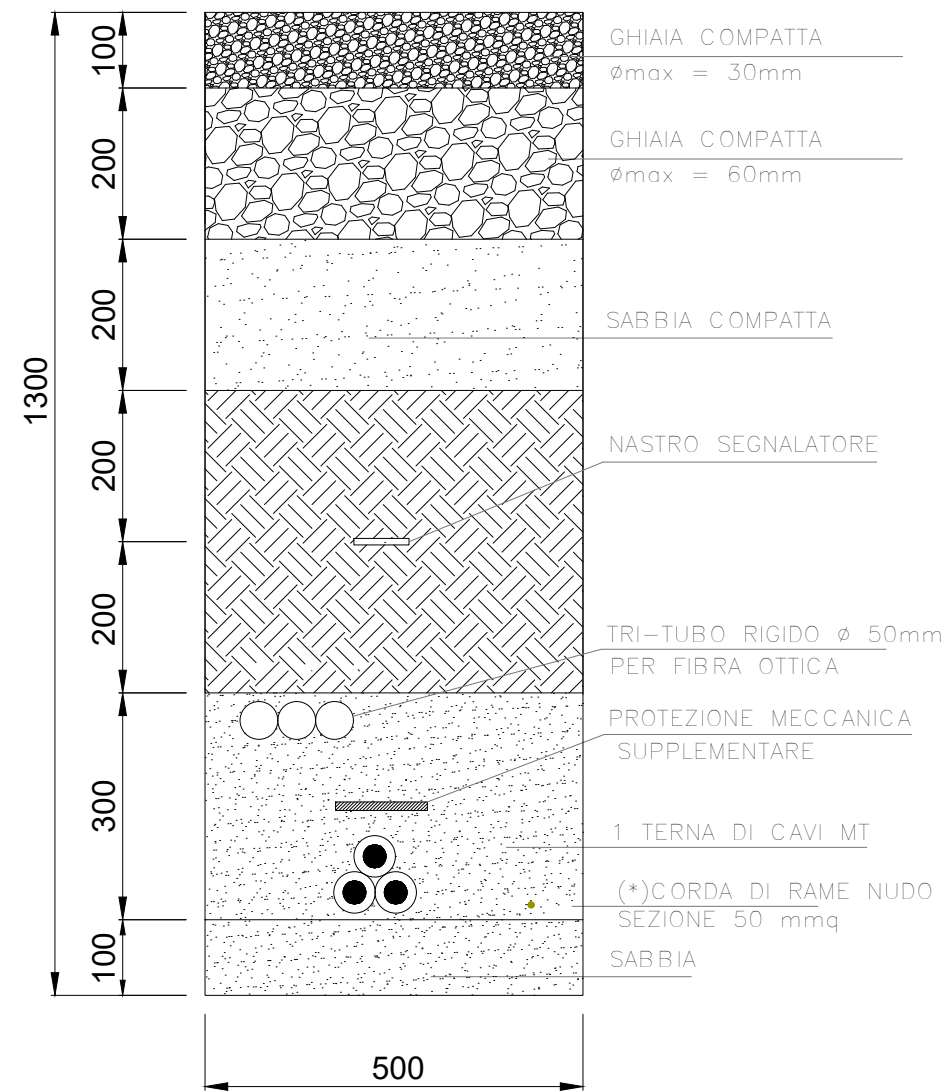 100
GHIAIA COMPATTA
ømax = 30mm
200
GHIAIA COMPATTA
ømax = 60mm
200
SABBIA COMPATTA
1300
200
NASTRO SEGNALATORE
200
TRI-TUBO RIGIDO ø 50mm
PER FIBRA OTTICA
PROTEZIONE MECCANICA
SUPPLEMENTARE
300
1 TERNA DI CAVI MT
(*)CORDA DI RAME NUDO
SEZIONE 50 mmq
100
SABBIA
500